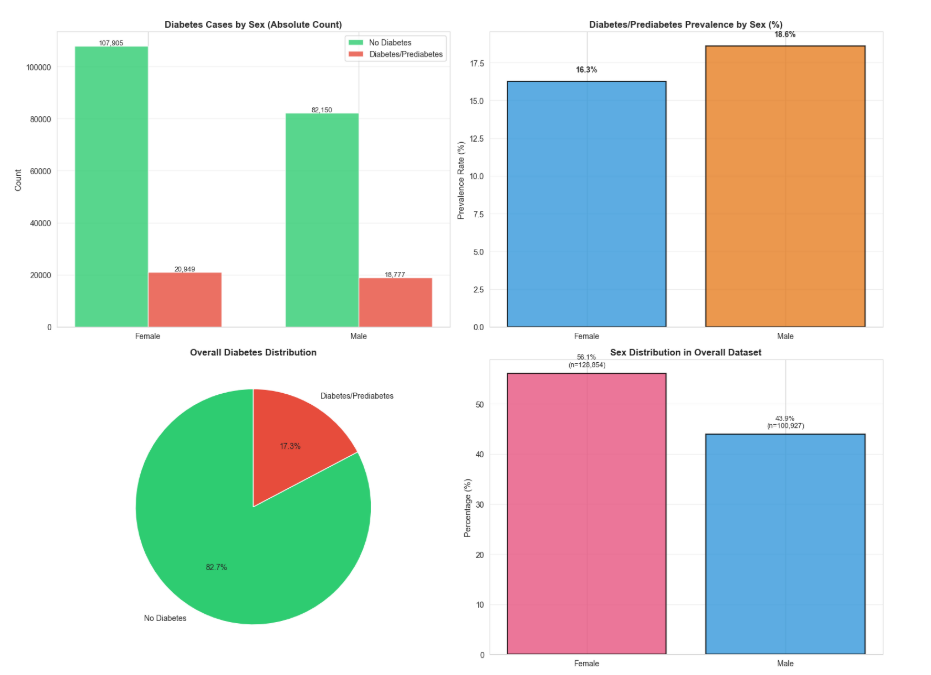 Diabetes Cases by Sex (Absolute Count)
107,905
No Diabetes
Diabetes/Prediabetes
100000
82,150
80000
60000
Count
40000
20,949
18,777
20000
0
Female
Male
Diabetes/Prediabetes Prevalence by Sex (%)
18.6%
17.5
16.3%
15.0
12.5
Prevalence Rate (%)
10.0
7.5
5.0
2.5
0.0
Female
Male
Overall Diabetes Distribution
Diabetes/Prediabetes
17.3%
82.7%
No Diabetes
Sex Distribution in Overall Dataset
56.1%
(n=128,854)
50
43.9%
(n=100,927)
40
30
Percentage (%)
20
10
0
Female
Male